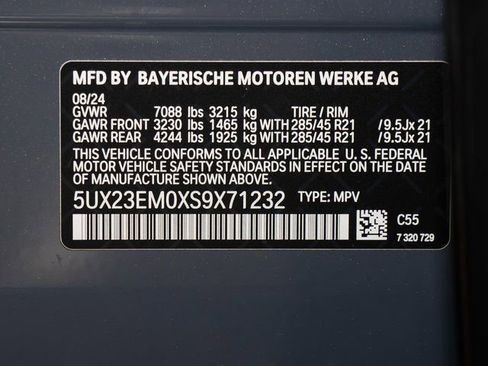 MFD BY BAYERISCHE MOTOREN WERKE AG
08/24
GVWR 7088 lbs 3215 kg TIRE / RIM
GAWR FRONT 3230 lbs 1465 kg WITH 285/45 R21 /9.5Jx 21
GAWR REAR 4244 lbs 1925 kg WITH 285/45 R21 /9.5Jx 21
THIS VEHICLE CONFORMS TO ALL APPLICABLE U. S. FEDERAL
MOTOR VEHICLE SAFETY STANDARDS IN EFFECT ON THE
DATE OF MANUFACTURE SHOWN ABOVE.
5UX23EM0XS9X71232 TYPE: MPV
C55
7 320 729